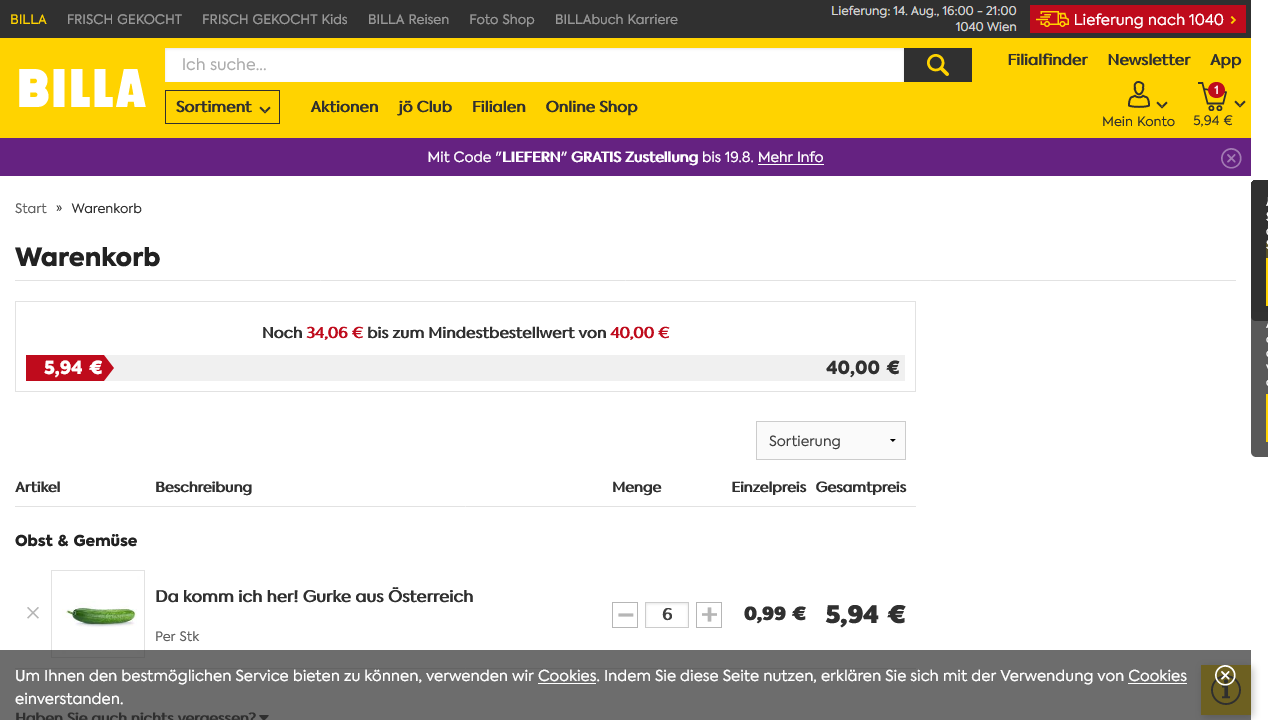 BILLA FRISCH GEKOCHT FRISCH GEKOCHT Kids BILLA Reisen Foto Shop BILLAbuch Karriere
Lieferung: 14. Aug., 16:00 - 21:00
1040 Wien
Lieferung nach 1040
BILLA
Ich suche...
Filialfinder Newsletter App
Sortiment Aktionen jö Club Filialen Online Shop
1
Mein Konto 5,94 €
Mit Code "LIEFERN" GRATIS Zustellung bis 19.8. Mehr Info
Start » Warenkorb
Warenkorb
Noch 34,06 € bis zum Mindestbestellwert von 40,00 €
5,94 € 40,00 €
Sortierung
Artikel Beschreibung Menge Einzelpreis Gesamtpreis
Obst & Gemüse
Da komm ich her! Gurke aus Österreich
6 0,99 € 5,94 €
Per Stk
Um Ihnen den bestmöglichen Service bieten zu können, verwenden wir Cookies. Indem Sie diese Seite nutzen, erklären Sie sich mit der Verwendung von Cookies
einverstanden.
Haben Sie auch nichts vergessen?